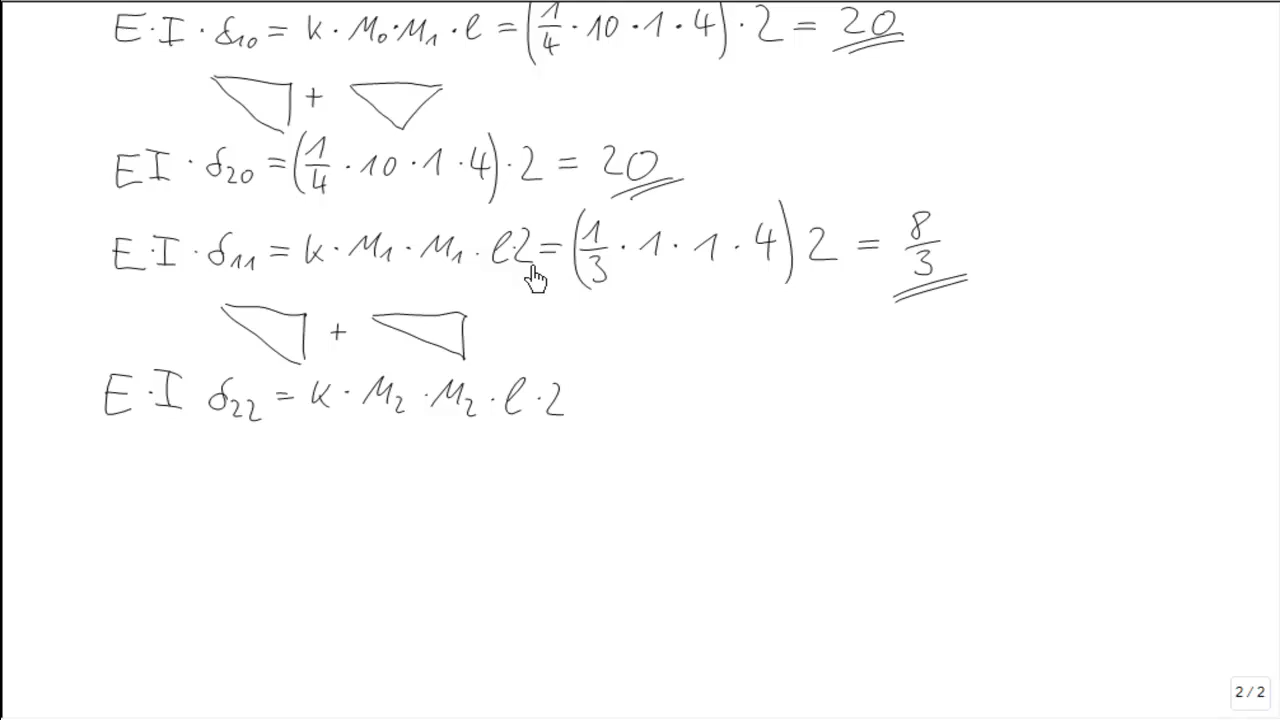 E·I·δ₁₀ = k·M₀·M₁·l = (1/4·10·1·4)·2 = 20
+
EI·δ₂₀ = (1/4·10·1·4)·2 = 20
E·I·δ₁₁ = k·M₁·M₁·l·2 = (1/3·1·1·4)2 = 8/3
+
E·I δ₂₂ = k·M₂·M₂·l·2
2 / 2